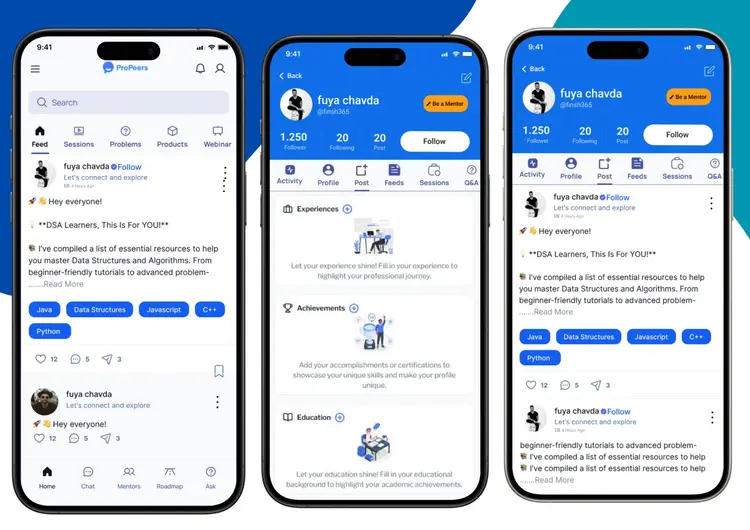 9:41
ProPeers
Search
Feed
Sessions
Problems
Products
Webinar
fuya chavda Follow
Let's connect and explore
4 Hours Ago
🚀 👋 Hey everyone!
💡 **DSA Learners, This Is For YOU!**
📚 I've compiled a list of essential resources to help
you master Data Structures and Algorithms. From
beginner-friendly tutorials to advanced problem-
.......Read More
Java
Data Structures
Javascript
C++
Python
12
5
3
fuya chavda
Let's connect and explore
🚀 👋 Hey everyone!
12
5
3
Home
Chat
Mentors
Roadmap
Ask
9:41
Back
fuya chavda
@finsh365
Be a Mentor
1.250
Follower
20
Following
20
Post
Follow
Activity
Profile
Post
Feeds
Sessions
Q&A
Experiences
Let your experience shine! Fill in your experience to
highlight your professional journey.
Achievements
Add your accomplishments or certifications to
showcase your unique skills and make your profile
unique.
Education
Let your education shine! Fill in your educational
background to highlight your academic achievements.
9:41
Back
fuya chavda
@finsh365
Be a Mentor
1.250
Follower
20
Following
20
Post
Follow
Activity
Profile
Post
Feeds
Sessions
Q&A
fuya chavda Follow
Let's connect and explore
4 Hours Ago
🚀 👋 Hey everyone!
💡 **DSA Learners, This Is For YOU!**
📚 I've compiled a list of essential resources to help
you master Data Structures and Algorithms. From
beginner-friendly tutorials to advanced problem-
.......Read More
Java
Data Structures
Javascript
C++
Python
12
5
3
fuya chavda Follow
Let's connect and explore
4 Hours Ago
beginner-friendly tutorials to advanced problem-
📚 I've compiled a list of essential resources to help
📚 I've compiled a list of essential resources to help
.......Read More